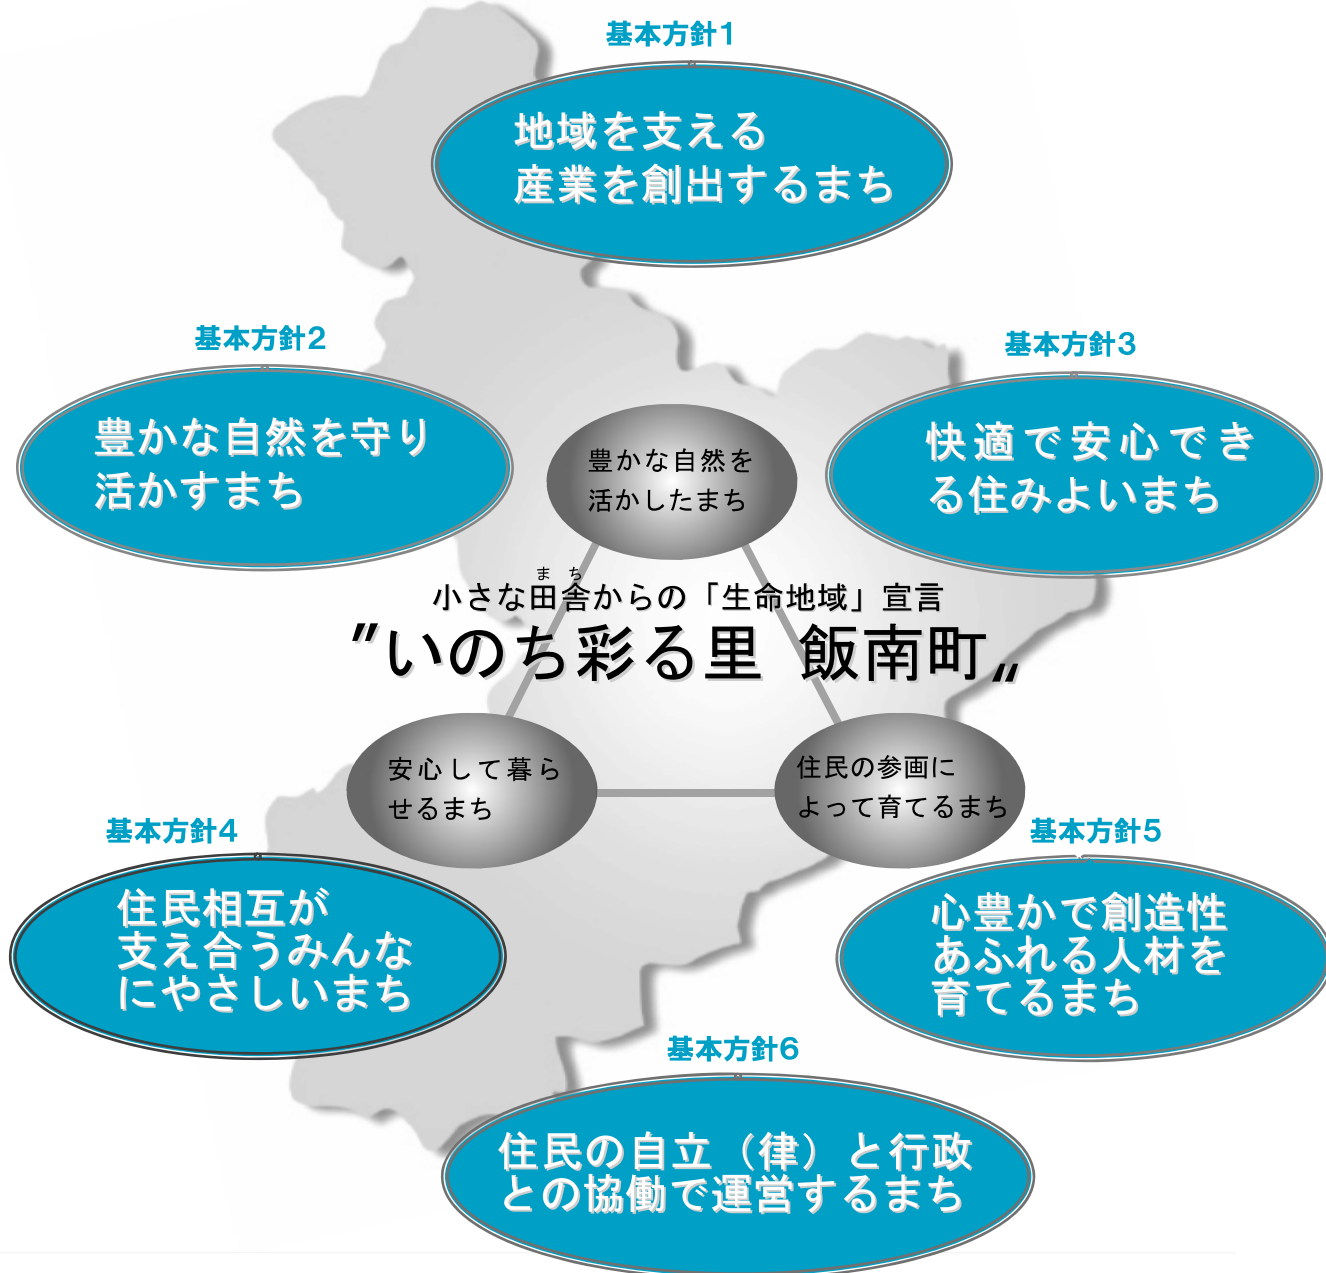 基本方針1
地域を支える
産業を創出するまち
基本方針2
豊かな自然を守り
活かすまち
基本方針3
快適で安心でき
る住みよいまち
豊かな自然を
活かしたまち
まち
小さな田舎からの「生命地域」宣言
〃いのち彩る里 飯南町〃
安心して暮ら
せるまち
住民の参画に
よって育てるまち
基本方針4
住民相互が
支え合うみんな
にやさしいまち
基本方針5
心豊かで創造性
あふれる人材を
育てるまち
基本方針6
住民の自立（律）と行政
との協働で運営するまち